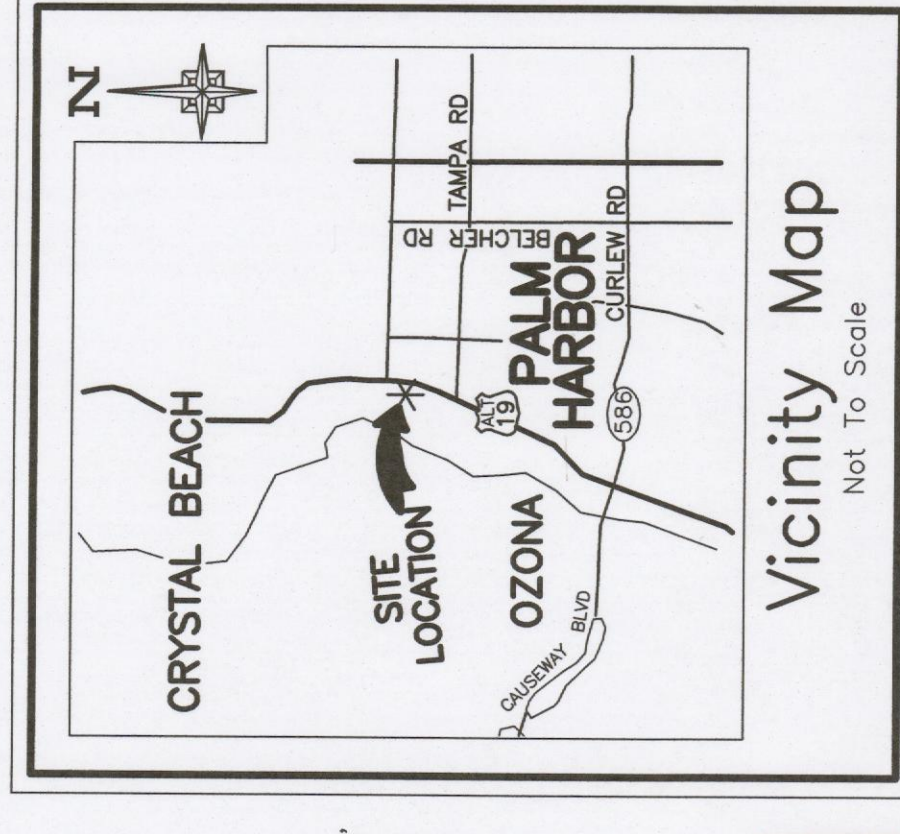 N
CRYSTAL BEACH
SITE
LOCATION
TAMPA RD
BELCHER RD
ALT
19
PALM
HARBOR
OZONA
CURLEW RD
586
CAUSEWAY BLVD
Vicinity Map
Not To Scale